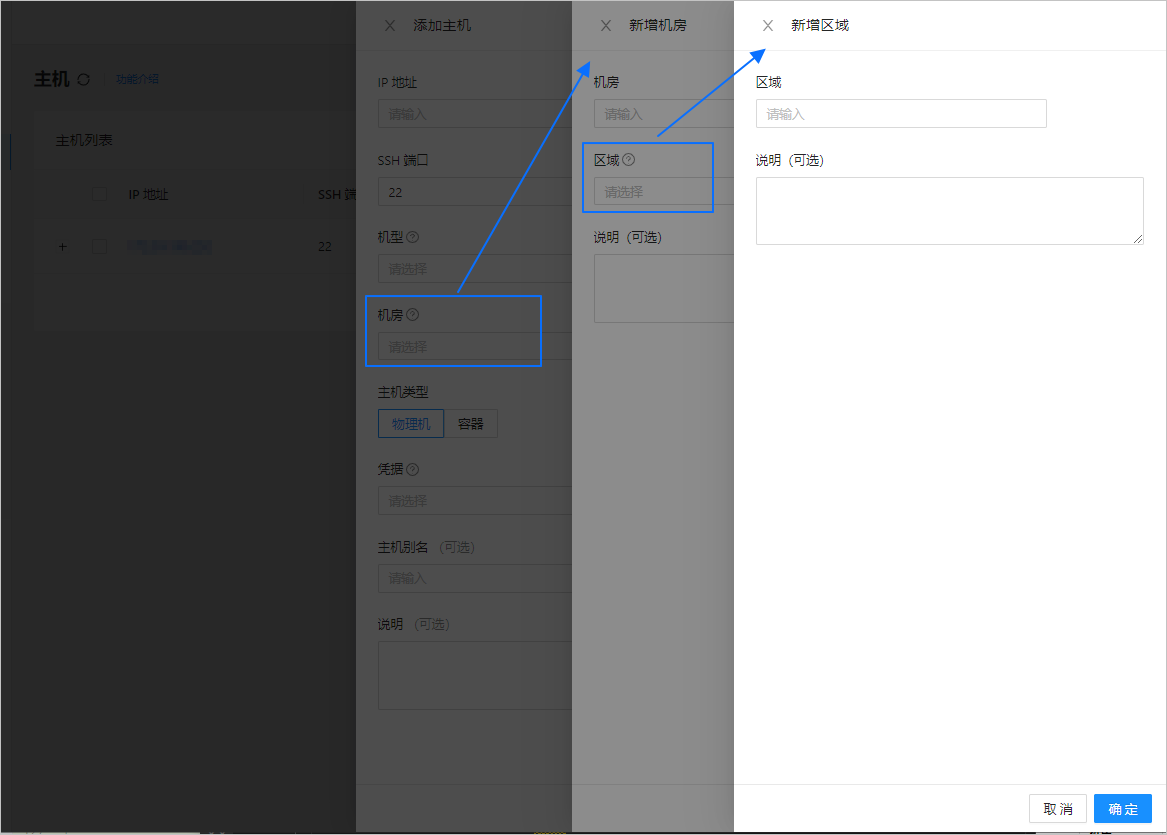 主机 功能介绍
主机列表
IP 地址 SSH 端
+ 22
添加主机
IP 地址
请输入
SSH 端口
22
机型
请选择
机房
请选择
主机类型
物理机 容器
凭据
请选择
主机别名 (可选)
请输入
说明 (可选)
新增机房
机房
请输入
区域
请选择
说明 (可选)
新增区域
区域
请输入
说明 (可选)
取 消 确 定